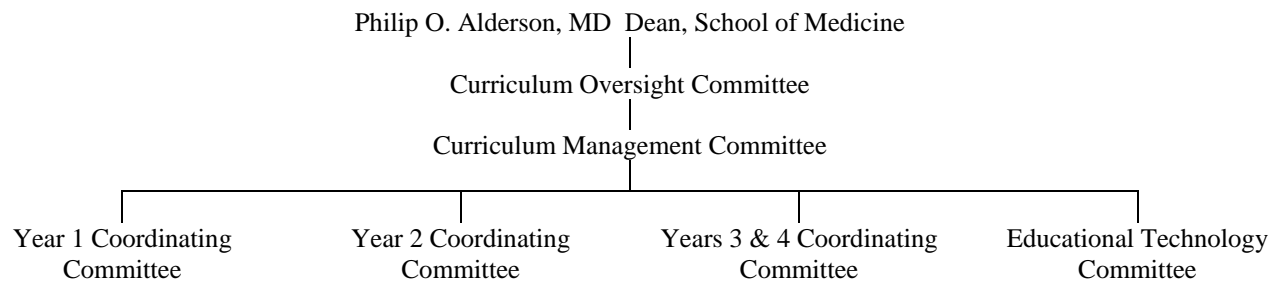 Philip O. Alderson, MD Dean, School of Medicine
Curriculum Oversight Committee
Curriculum Management Committee
Year 1 Coordinating
Committee
Year 2 Coordinating
Committee
Years 3 & 4 Coordinating
Committee
Educational Technology
Committee